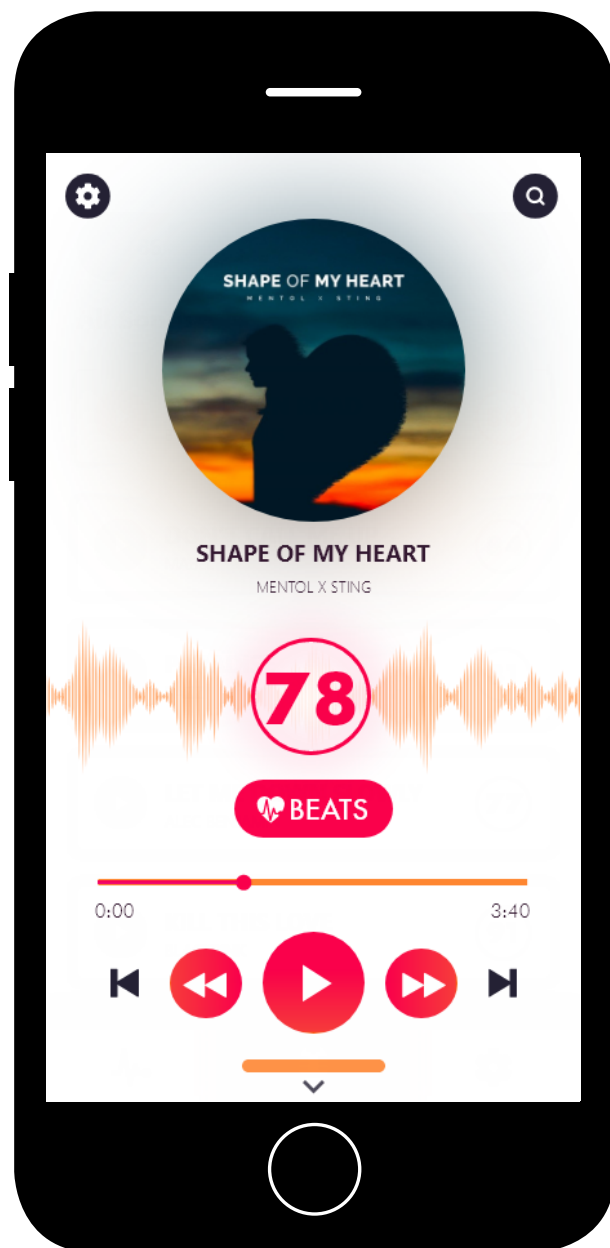 SHAPE OF MY HEART
MENTOL X STING
SHAPE OF MY HEART
MENTOL X STING
78
BEATS
0:00 3:40